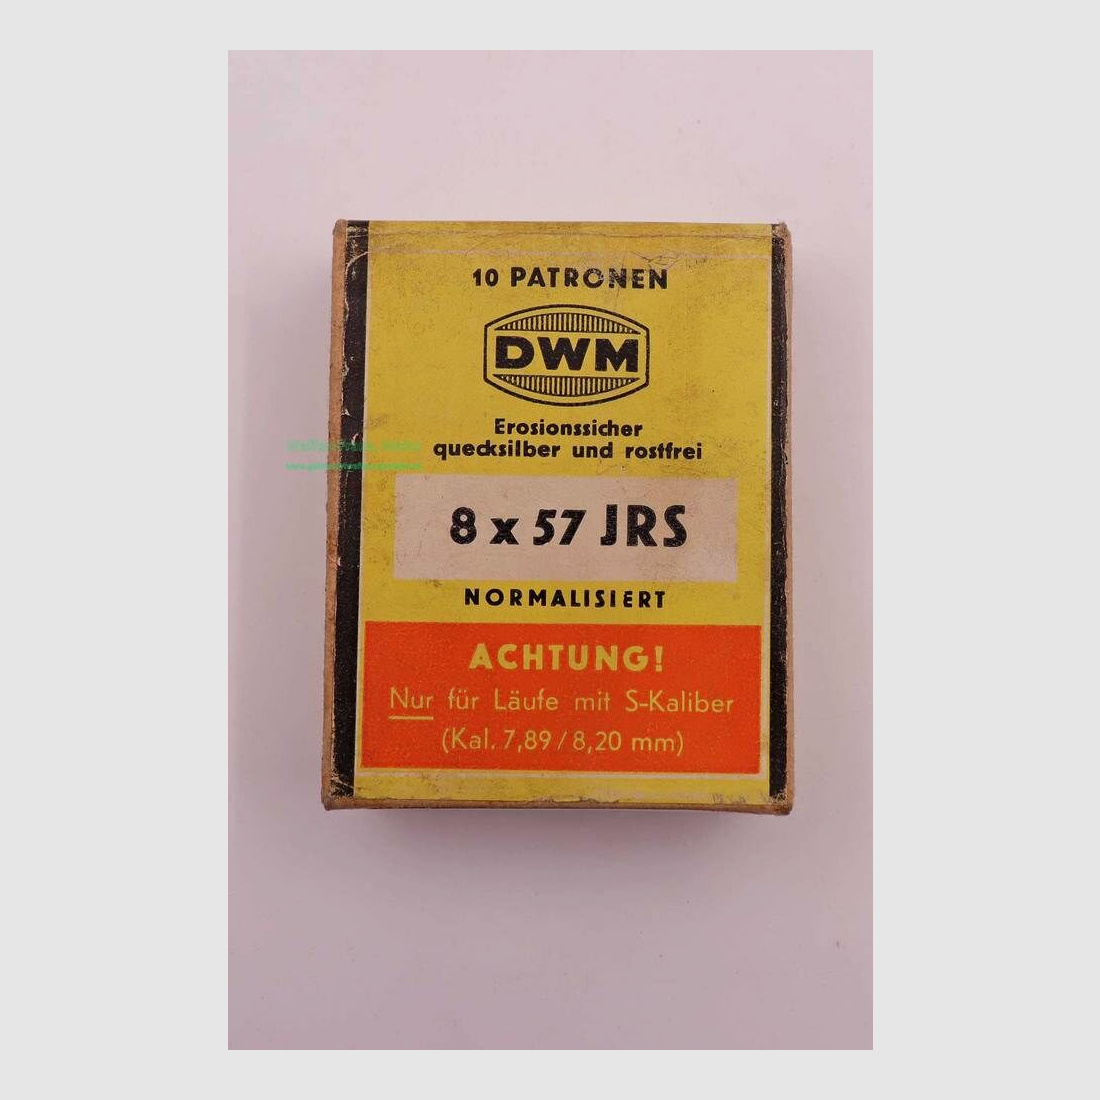 10 PATRONEN
DWM
Erosionssicher
quecksilber und rostfrei
8 x 57 JRS
NORMALISIERT
ACHTUNG!
Nur für Läufe mit S-Kaliber
(Kal. 7,89/8,20 mm)